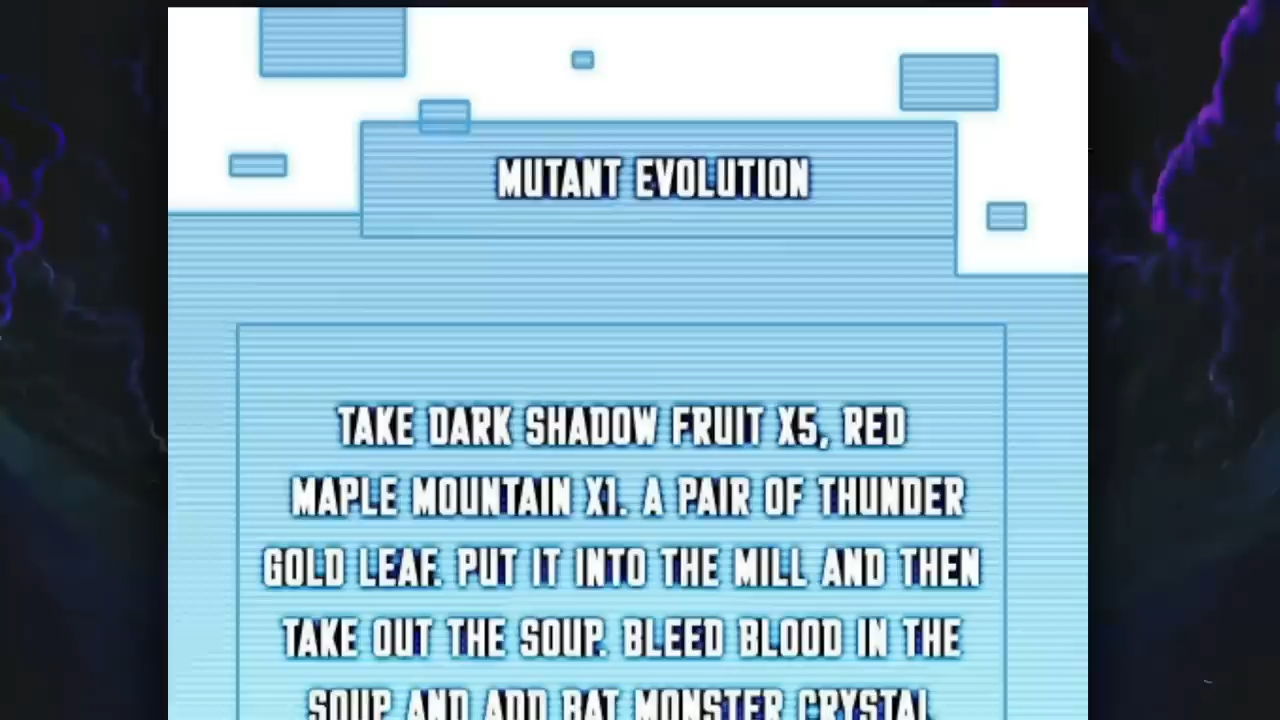 MUTANT EVOLUTION
TAKE DARK SHADOW FRUIT X5, RED
MAPLE MOUNTAIN X1. A PAIR OF THUNDER
GOLD LEAF. PUT IT INTO THE MILL AND THEN
TAKE OUT THE SOUP. BLEED BLOOD IN THE
SOUP AND ADD BAT MONSTER CRYSTAL